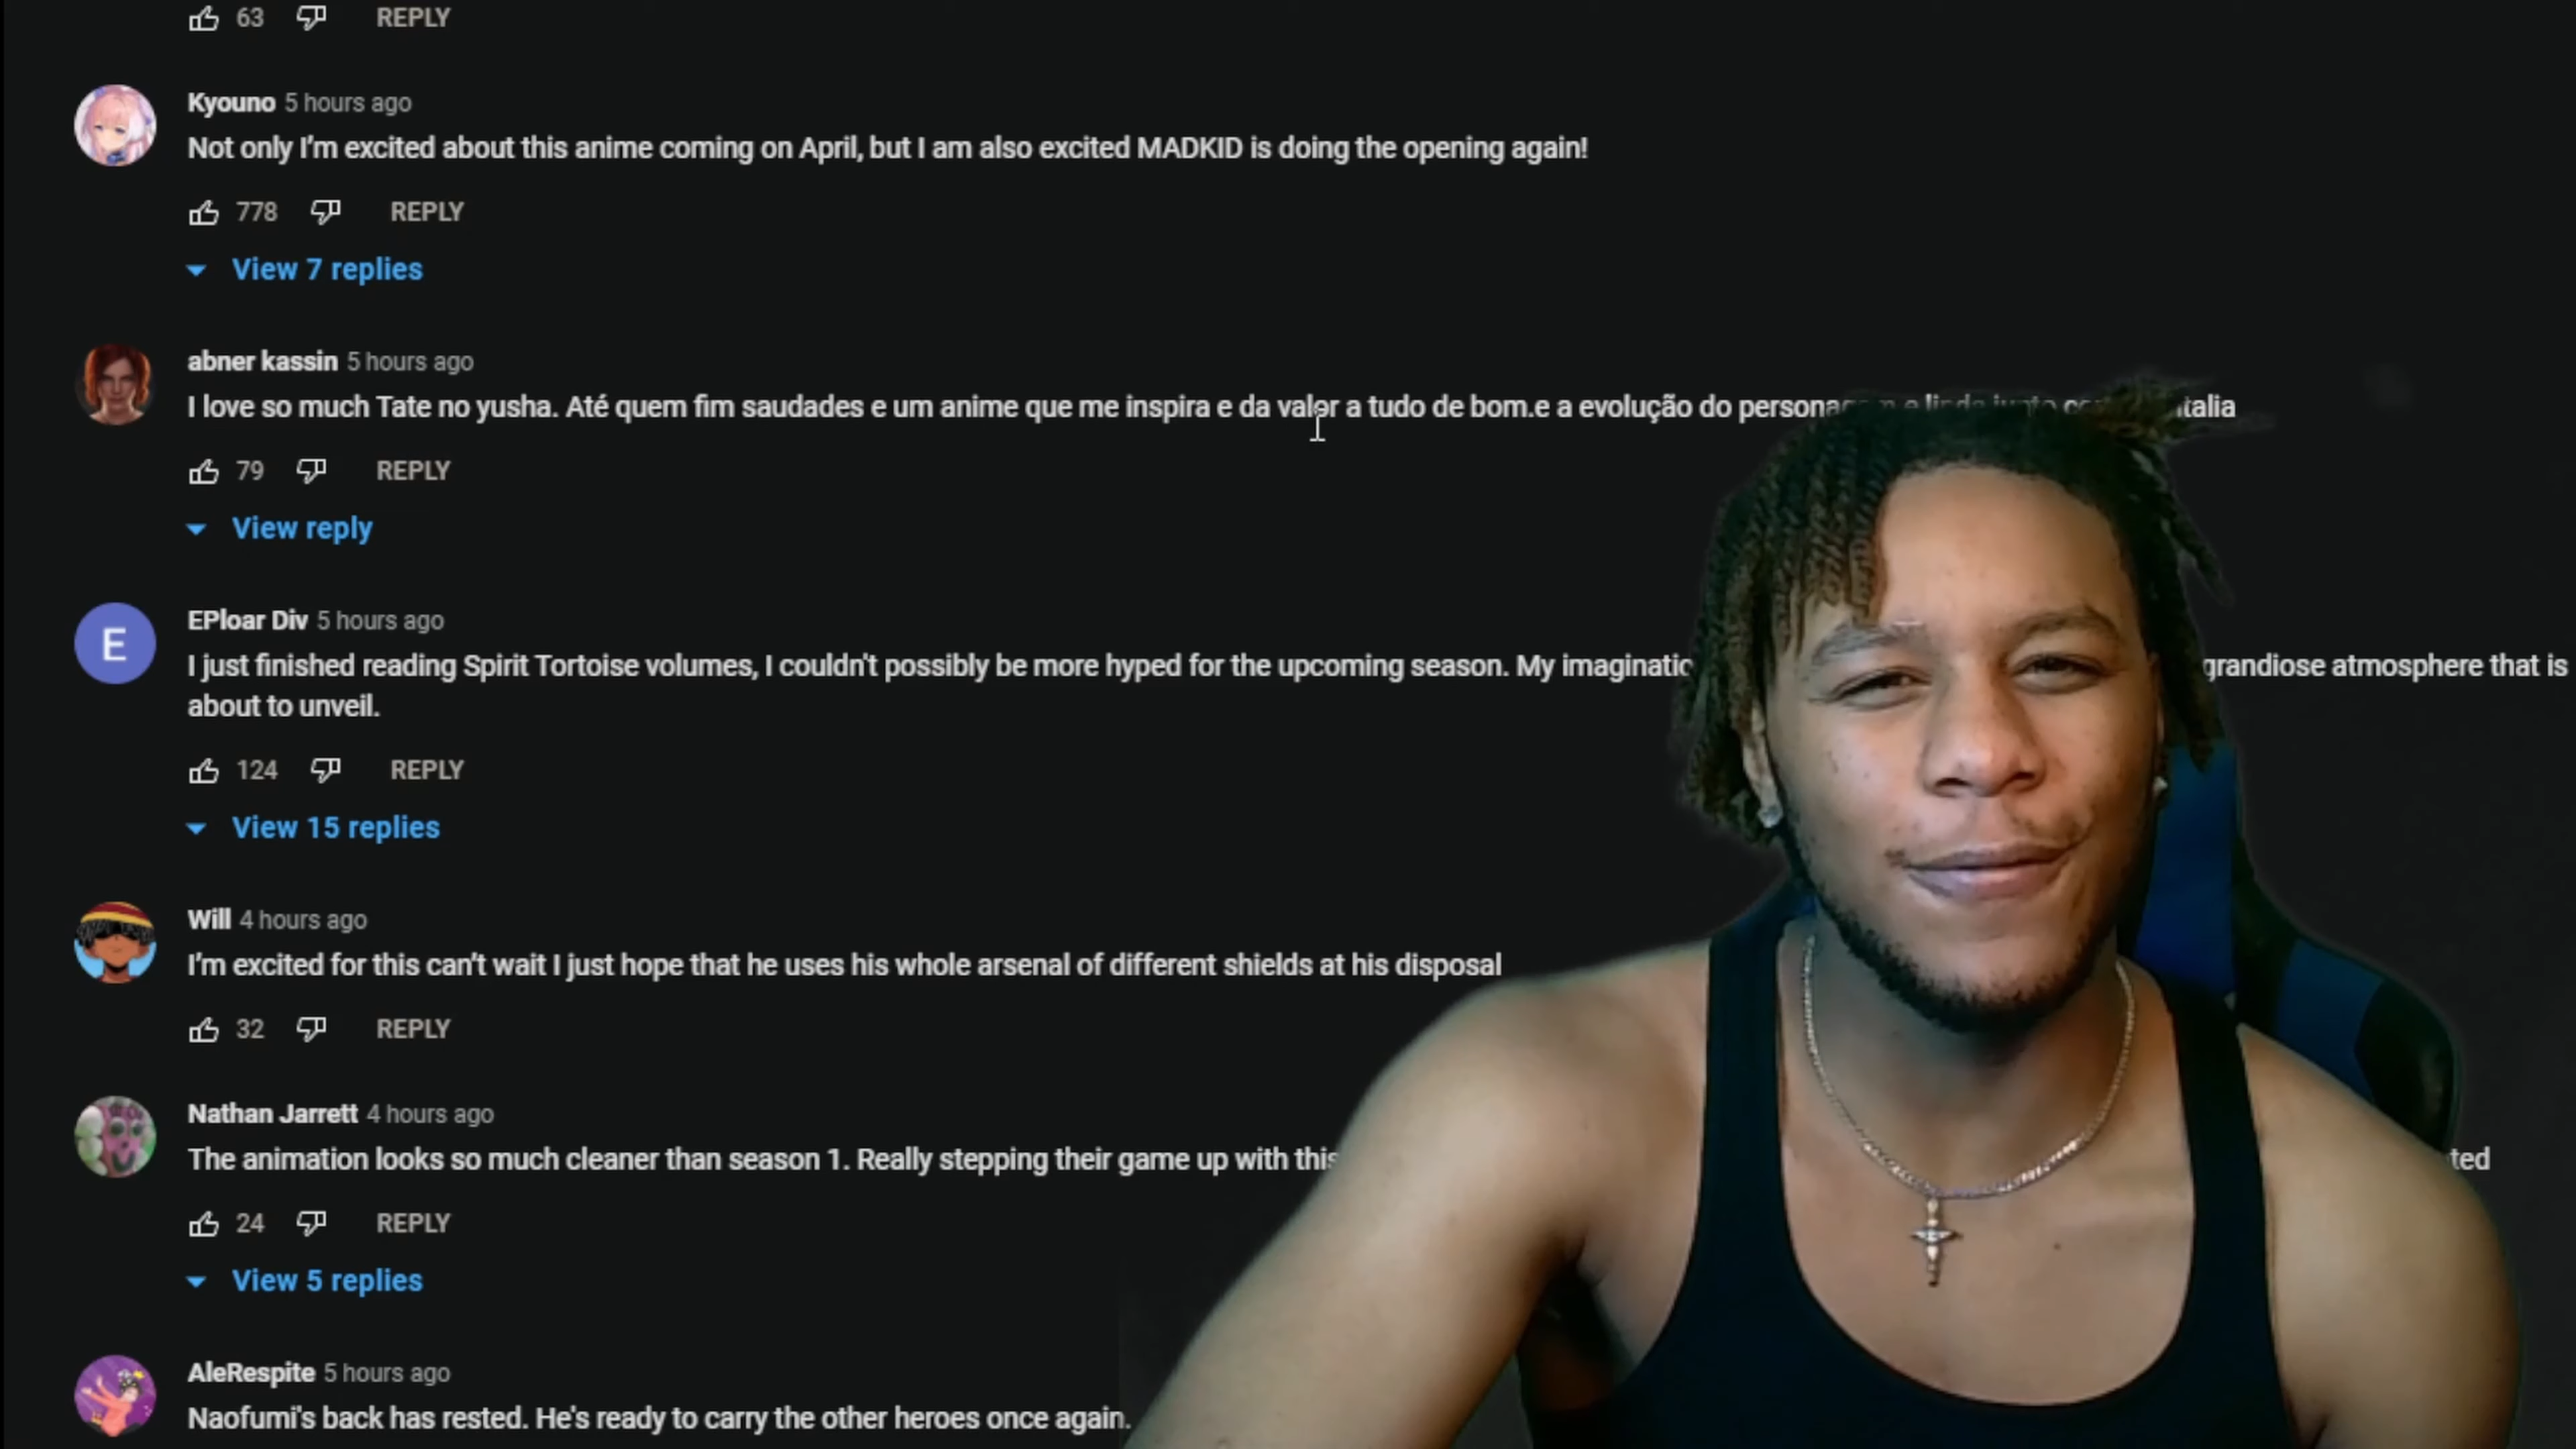 63 REPLY
Kyouno 5 hours ago
Not only I'm excited about this anime coming on April, but I am also excited MADKID is doing the opening again!
778 REPLY
View 7 replies
abner kassin 5 hours ago
I love so much Tate no yusha. Até quem fim saudades e um anime que me inspira e da valor a tudo de bom.e a evolução do personagem e linda junto
79 REPLY
View reply
E
EPloar Div 5 hours ago
I just finished reading Spirit Tortoise volumes, I couldn't possibly be more hyped for the upcoming season. My grandiose atmosphere that is
about to unveil.
124 REPLY
View 15 replies
Will 4 hours ago
I'm excited for this can't wait I just hope that he uses his whole arsenal of different shields at his disposal
32 REPLY
Nathan Jarrett 4 hours ago
The animation looks so much cleaner than season 1. Really stepping their game up with this
24 REPLY
View 5 replies
AleRespite 5 hours ago
Naofumi's back has rested. He's ready to carry the other heroes once again.